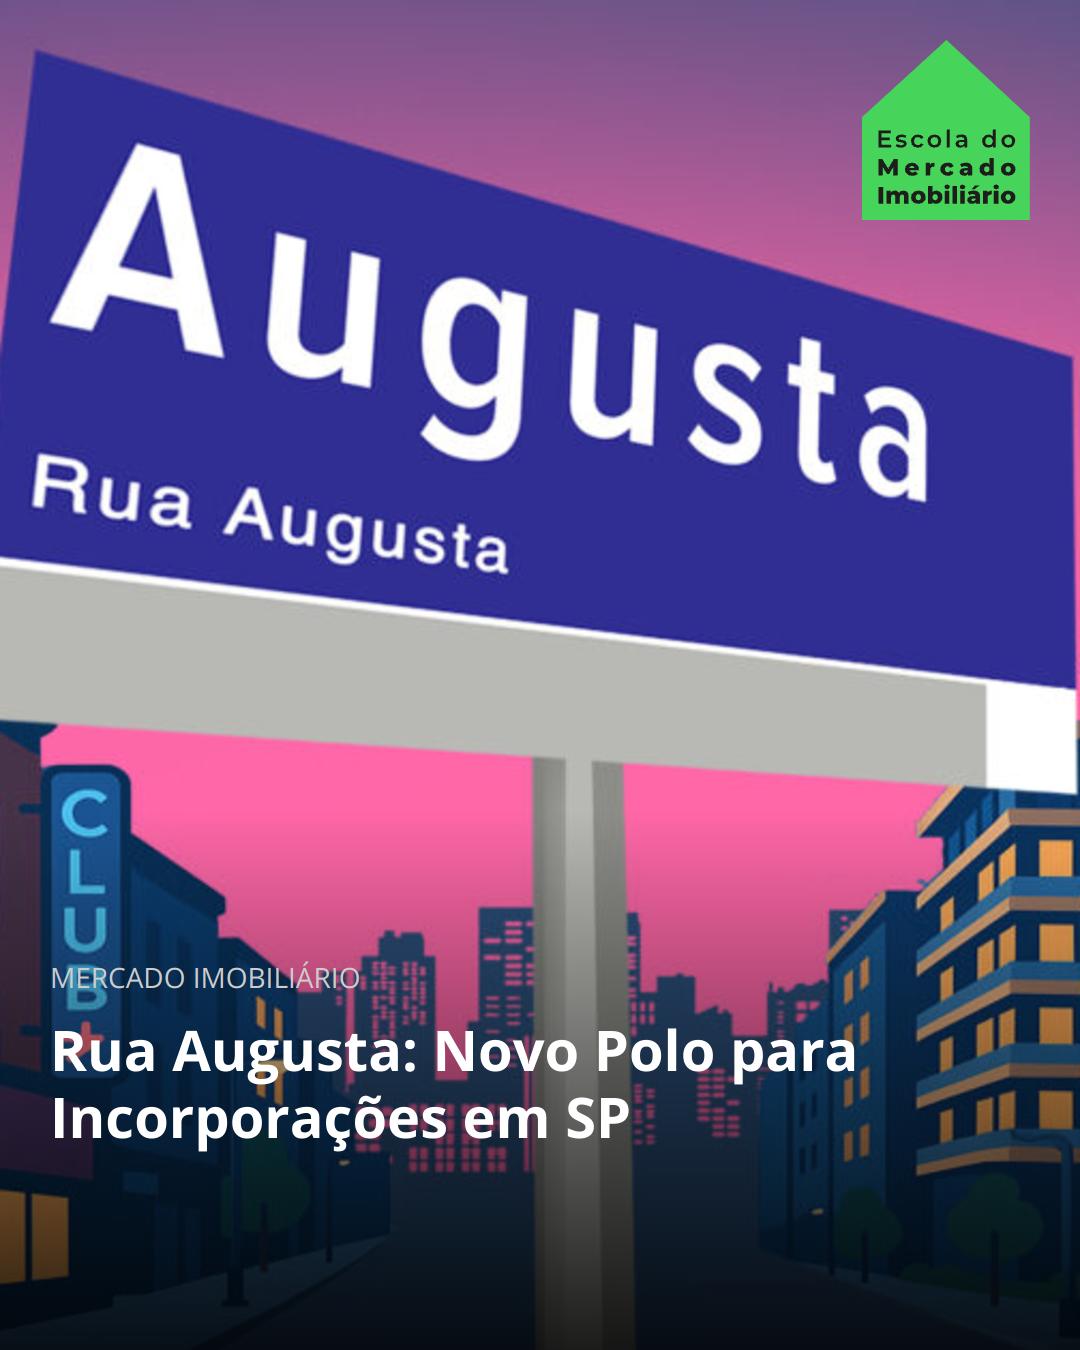 Escola do
Mercado
Imobiliário
Augusta
Rua Augusta
CLUB
MERCADO IMOBILIÁRIO
Rua Augusta: Novo Polo para
Incorporações em SP